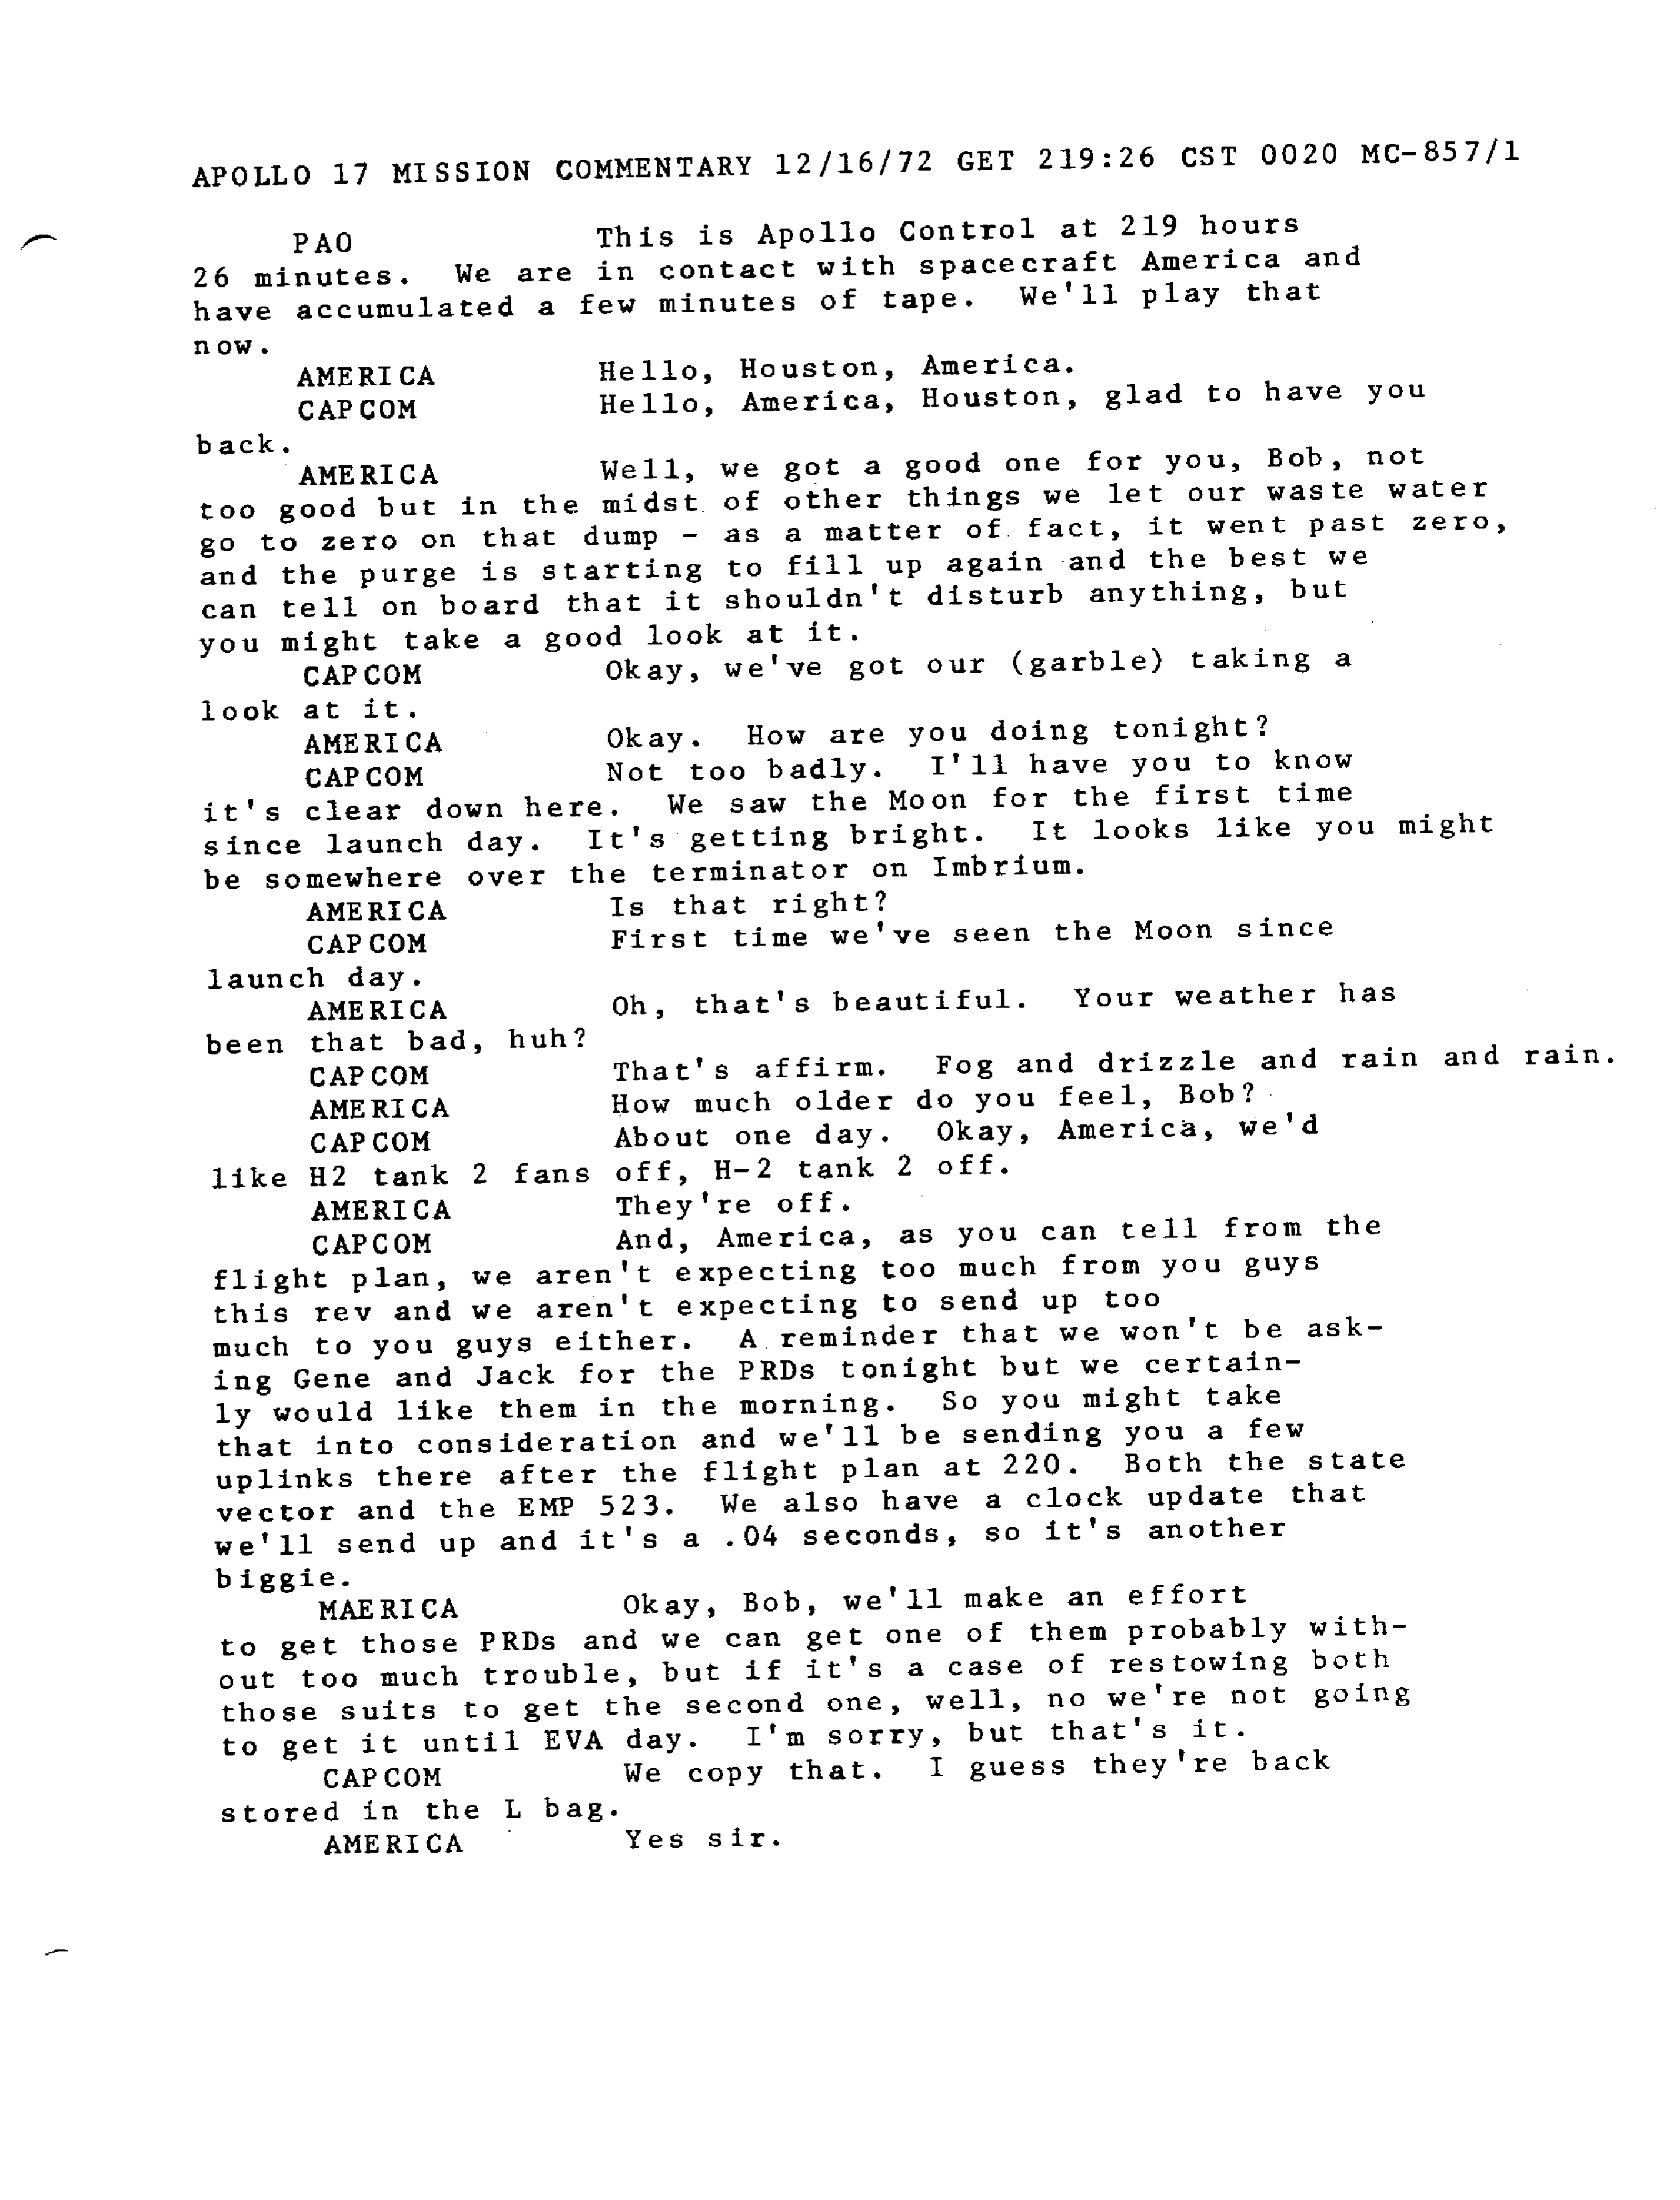 APOLLO 17 MISSION COMMENTARY 12/16/72 GET 219:26 CST 0020 MC-857/1
PAO This is Apollo Control at 219 hours
26 minutes. We are in contact with spacecraft America and
have accumulated a few minutes of tape. We'll play that
now.
AMERICA Hello, Houston, America.
CAPCOM Hello, America, Houston, glad to have you
back.
AMERICA Well, we got a good one for you, Bob, not
too good but in the midst of other things we let our waste water
go to zero on that dump - as a matter of fact, it went past zero,
and the purge is starting to fill up again and the best we
can tell on board that it shouldn't disturb anything, but
you might take a good look at it.
CAPCOM Okay, we've got our (garble) taking a
look at it.
AMERICA Okay. How are you doing tonight?
CAPCOM Not too badly. I'll have you to know
it's clear down here. We saw the Moon for the first time
since launch day. It's getting bright. It looks like you might
be somewhere over the terminator on Imbrium.
AMERICA Is that right?
CAPCOM First time we've seen the Moon since
launch day.
AMERICA Oh, that's beautiful. Your weather has
been that bad, huh?
CAPCOM That's affirm. Fog and drizzle and rain and rain.
AMERICA How much older do you feel, Bob?
CAPCOM About one day. Okay, America, we'd
like H2 tank 2 fans off, H-2 tank 2 off.
AMERICA They're off.
CAPCOM And, America, as you can tell from the
flight plan, we aren't expecting too much from you guys
this rev and we aren't expecting to send up too
much to you guys either. A reminder that we won't be ask-
ing Gene and Jack for the PRDs tonight but we certain-
ly would like them in the morning. So you might take
that into consideration and we'll be sending you a few
uplinks there after the flight plan at 220. Both the state
vector and the EMP 523. We also have a clock update that
we'll send up and it's a .04 seconds, so it's another
biggie.
MAERICA Okay, Bob, we'll make an effort
to get those PRDs and we can get one of them probably with-
out too much trouble, but if it's a case of restowing both
those suits to get the second one, well, no we're not going
to get it until EVA day. I'm sorry, but that's it.
CAPCOM We copy that. I guess they're back
stored in the L bag.
AMERICA Yes sir.